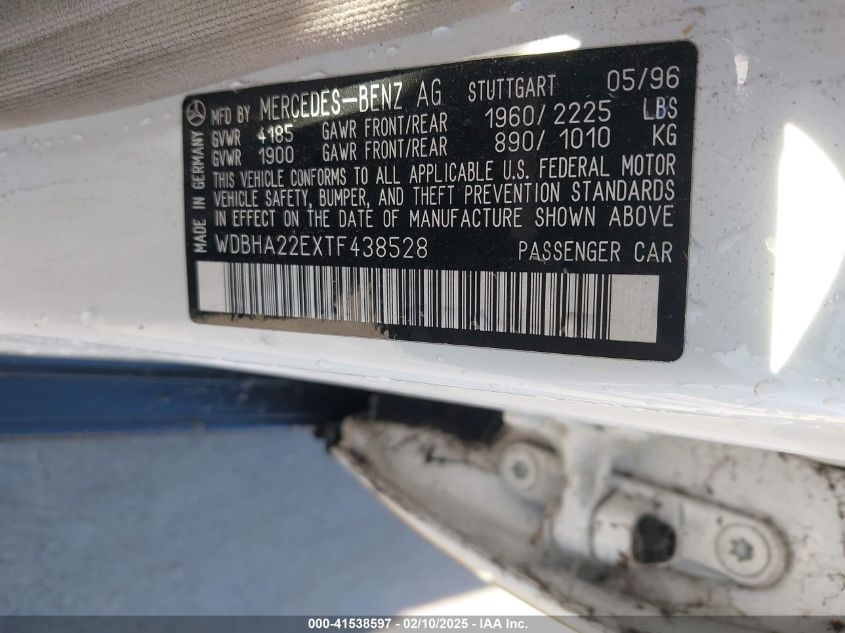 MADE IN GERMANY
MFD BY MERCEDES-BENZ AG STUTTGART 05/96
GVWR 4185 GAWR FRONT/REAR 1960/2225 LBS
GVWR 1900 GAWR FRONT/REAR 890/1010 KG
THIS VEHICLE CONFORMS TO ALL APPLICABLE U.S. FEDERAL MOTOR
VEHICLE SAFETY, BUMPER, AND THEFT PREVENTION STANDARDS
IN EFFECT ON THE DATE OF MANUFACTURE SHOWN ABOVE
WDBHA22EXTF438528 PASSENGER CAR
000-41538597 - 02/10/2025 - IAA Inc.